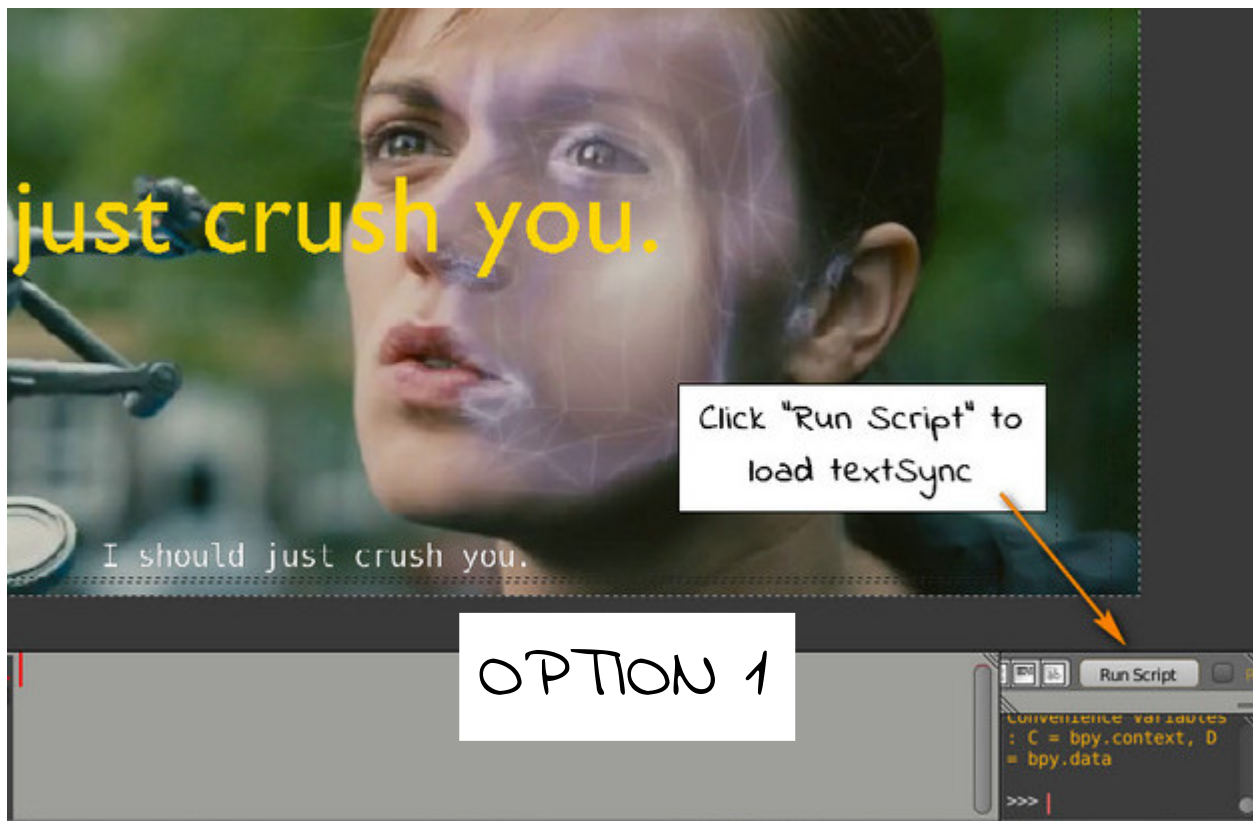 just crush you.
Click "Run Script" to
load textSync
I should just crush you.
OPTION 1
Run Script
Convenience Variables
: C = bpy.context, D
= bpy.data
>>>